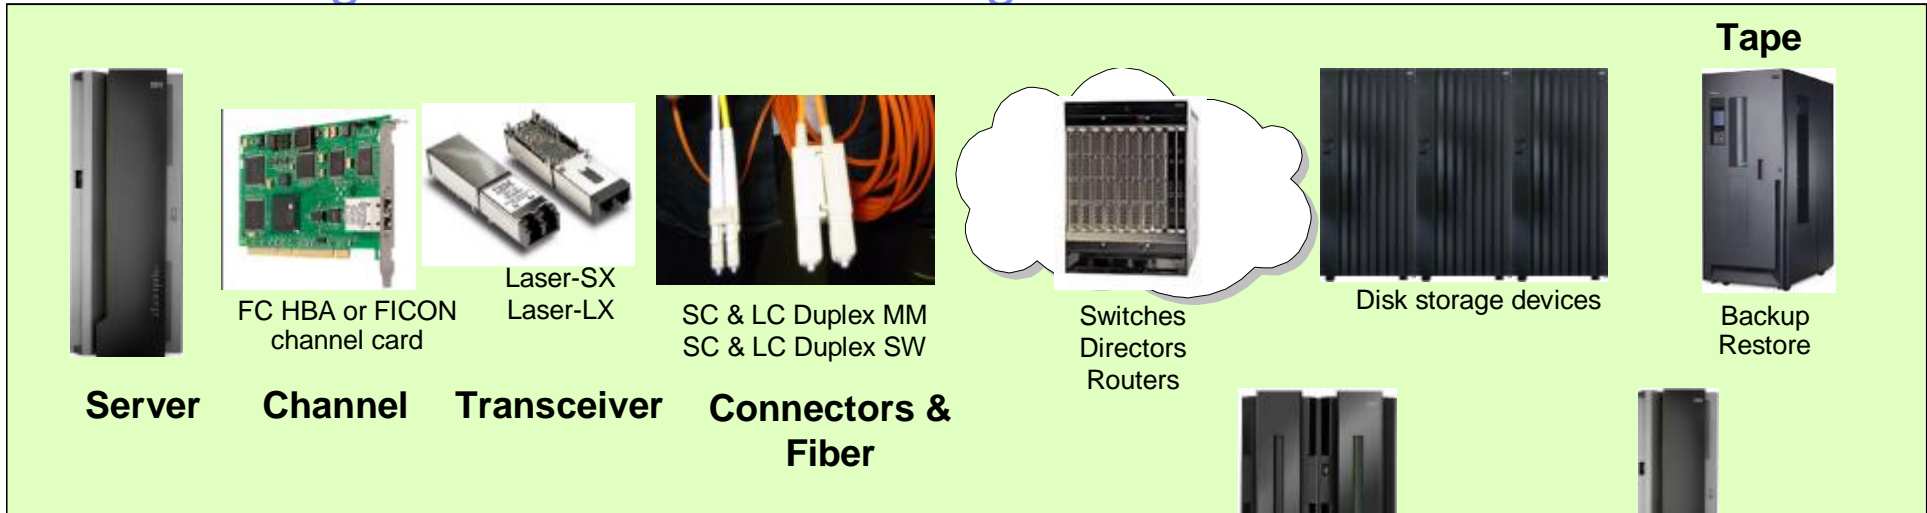 Tape
Laser-SX
Laser-LX
FC HBA or FICON
channel card
SC & LC Duplex MM
SC & LC Duplex SW
Switches
Directors
Routers
Disk storage devices
Backup
Restore
Server
Channel
Transceiver
Connectors &
Fiber